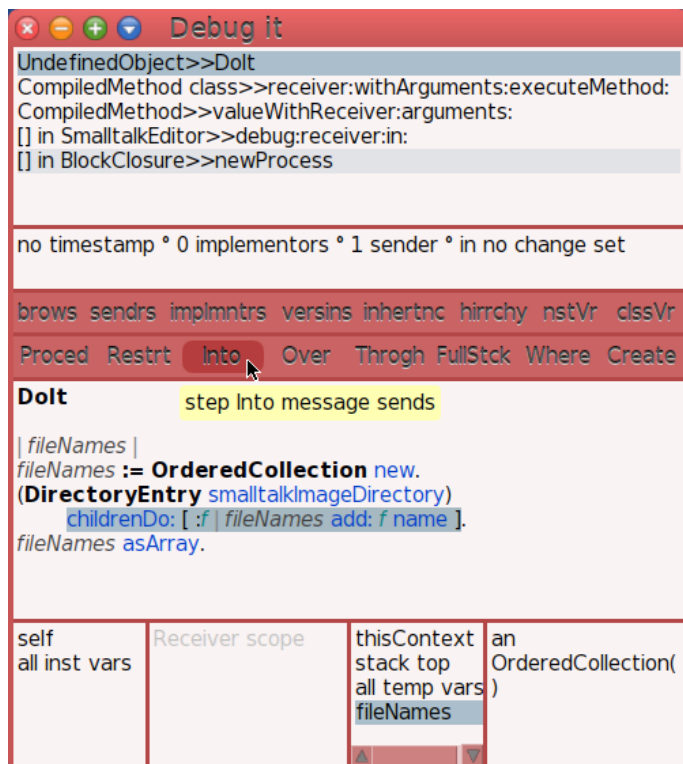 Debug it
UndefinedObject>>DoIt
CompiledMethod class>>receiver:withArguments:executeMethod:
CompiledMethod>>valueWithReceiver:arguments:
[] in SmalltalkEditor>>debug:receiver:in:
[] in BlockClosure>>newProcess
no timestamp ° 0 implementors ° 1 sender ° in no change set
brows sendrs implmntrs versins inhertnc hirrchy nstVr clssVr
Proced Restrt Into Over Throgh FullStck Where Create
DoIt
step Into message sends
| fileNames |
fileNames := OrderedCollection new.
(DirectoryEntry smalltalkImageDirectory)
childrenDo: [ :f | fileNames add: f name ].
fileNames asArray.
self
all inst vars
Receiver scope
thisContext
stack top
all temp vars
fileNames
an
OrderedCollection(
)